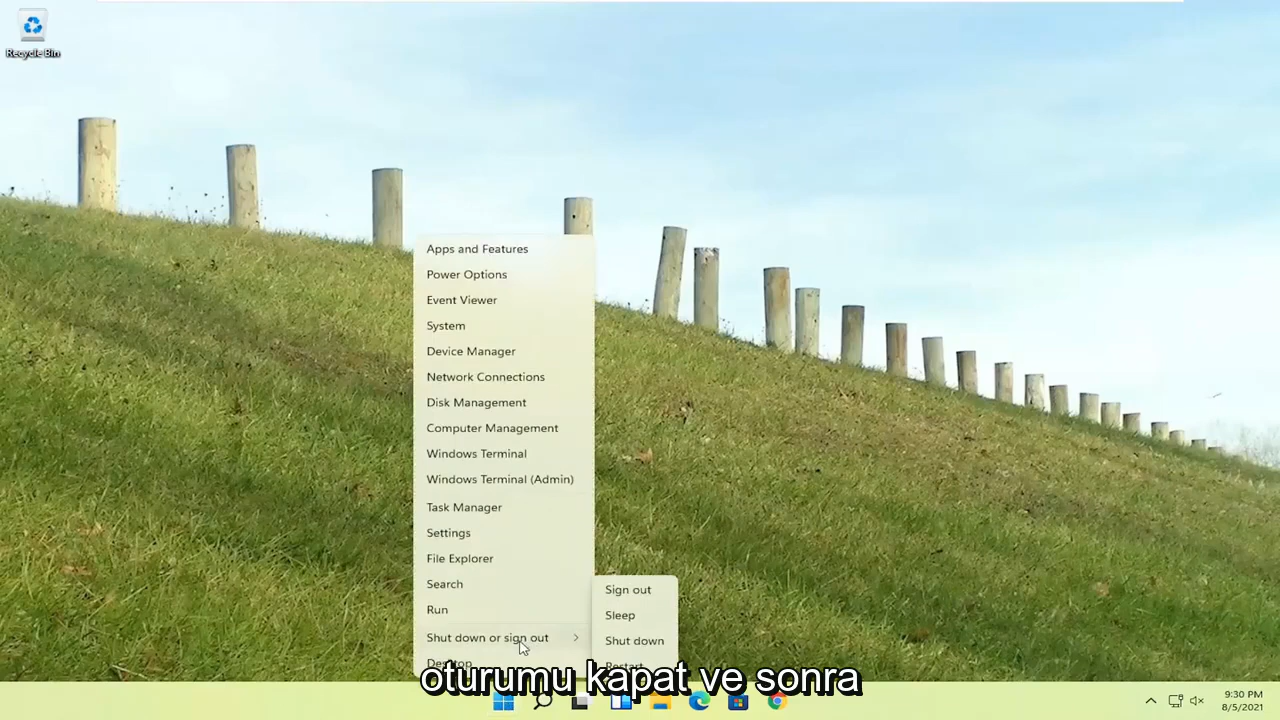 Recycle Bin
Apps and Features
Power Options
Event Viewer
System
Device Manager
Network Connections
Disk Management
Computer Management
Windows Terminal
Windows Terminal (Admin)
Task Manager
Settings
File Explorer
Search
Run
Shut down or sign out
Desktop
Sign out
Sleep
Shut down
Restart
oturumu kapat ve sonra
9:30 PM
8/5/2021